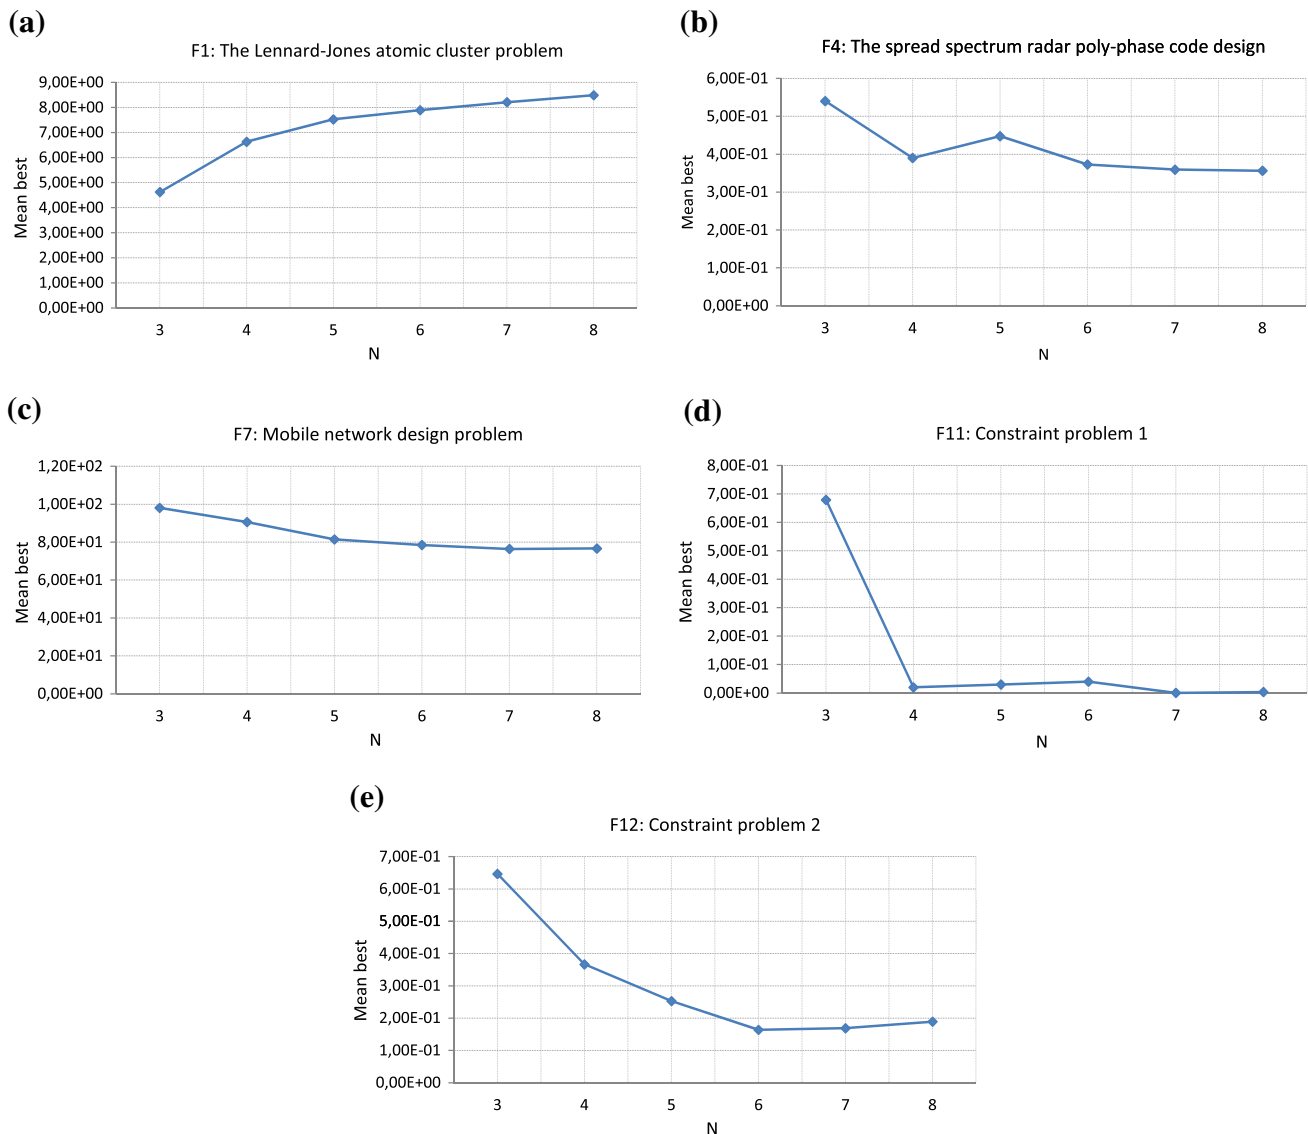 (a)
F1: The Lennard-Jones atomic cluster problem
9,00E+00
8,00E+00
7,00E+00
6,00E+00
5,00E+00
4,00E+00
3,00E+00
2,00E+00
1,00E+00
0,00E+00
Mean best
3 4 5 6 7 8
N
(b)
F4: The spread spectrum radar poly-phase code design
6,00E-01
5,00E-01
4,00E-01
3,00E-01
2,00E-01
1,00E-01
0,00E+00
Mean best
3 4 5 6 7 8
N
(c)
F7: Mobile network design problem
1,20E+02
1,00E+02
8,00E+01
6,00E+01
4,00E+01
2,00E+01
0,00E+00
Mean best
3 4 5 6 7 8
N
(d)
F11: Constraint problem 1
8,00E-01
7,00E-01
6,00E-01
5,00E-01
4,00E-01
3,00E-01
2,00E-01
1,00E-01
0,00E+00
Mean best
3 4 5 6 7 8
N
(e)
F12: Constraint problem 2
7,00E-01
6,00E-01
5,00E-01
4,00E-01
3,00E-01
2,00E-01
1,00E-01
0,00E+00
Mean best
3 4 5 6 7 8
N